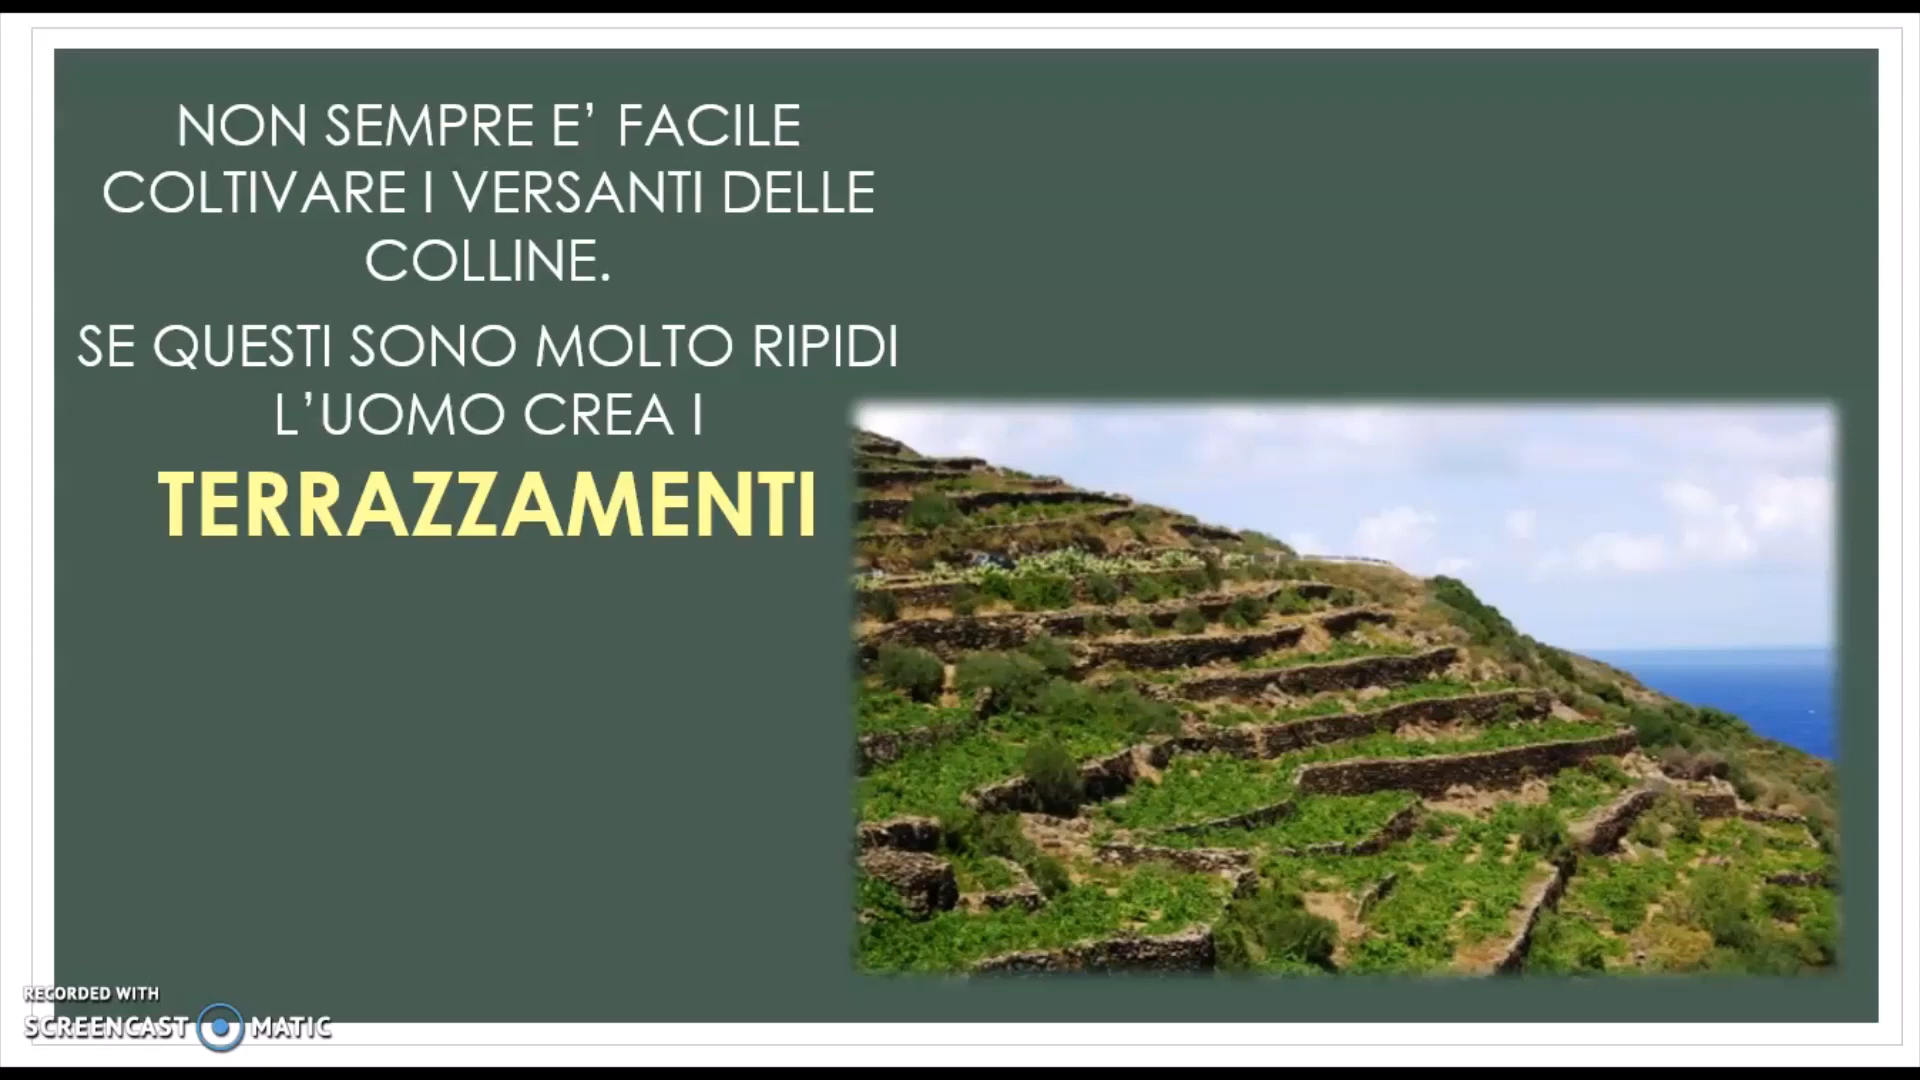 NON SEMPRE E’ FACILE
COLTIVARE I VERSANTI DELLE
COLLINE.
SE QUESTI SONO MOLTO RIPIDI
L’UOMO CREA I
TERRAZZAMENTI
RECORDED WITH
SCREENCAST MATIC